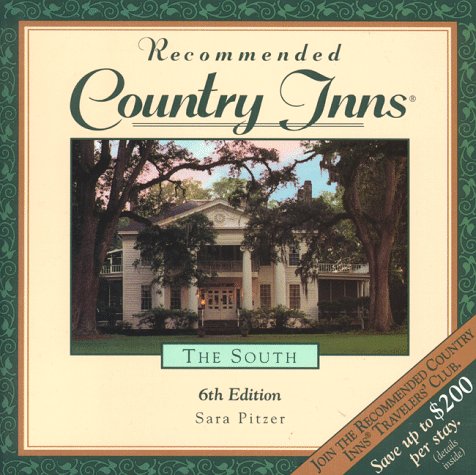 Recommended
Country Inns®
THE SOUTH
6th Edition
Sara Pitzer
JOIN THE RECOMMENDED COUNTRY
INNS® TRAVELERS' CLUB.
Save up to $200
per stay.
(details
inside)